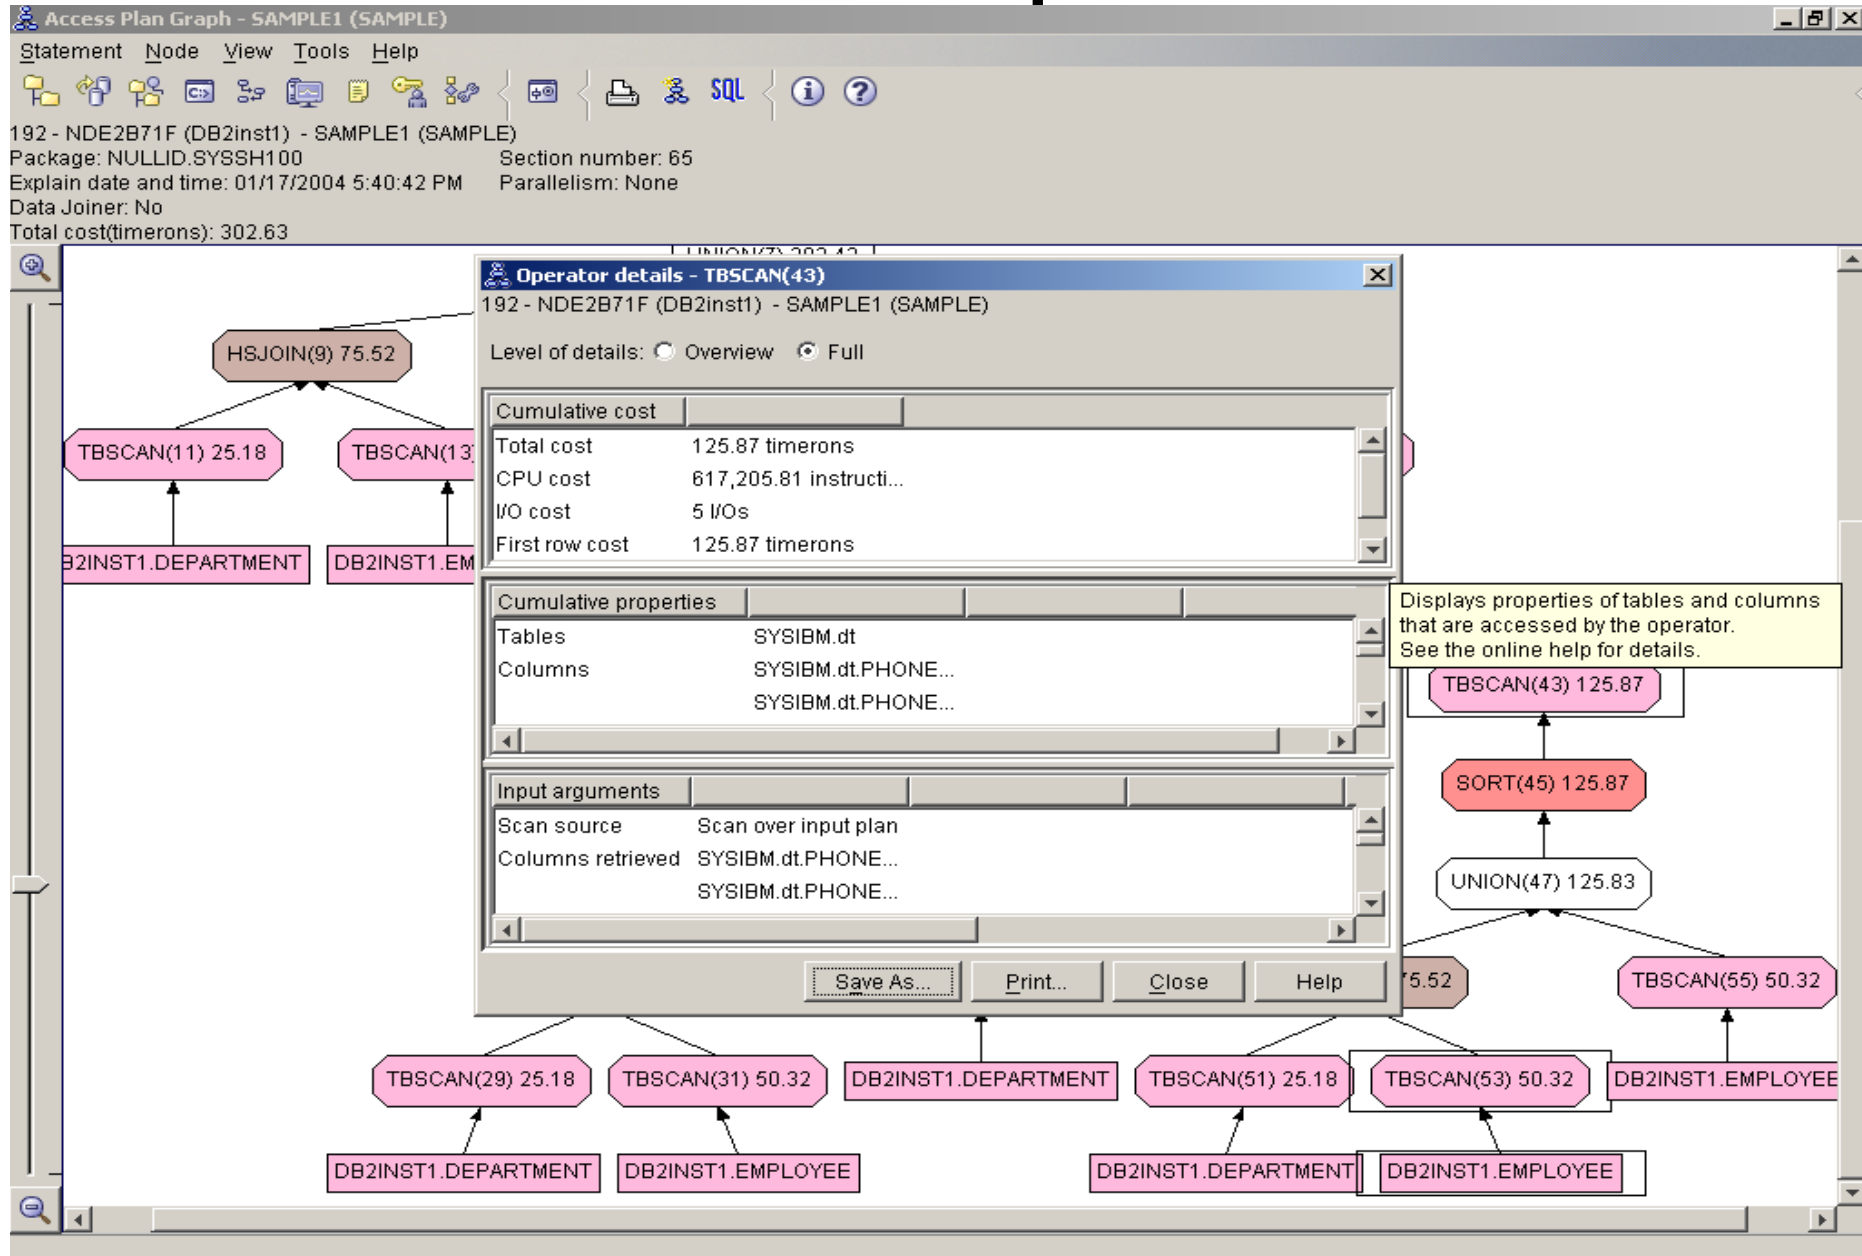 Access Plan Graph - SAMPLE1 (SAMPLE)
Statement Node View Tools Help
SQL
192 - NDE2B71F (DB2inst1) - SAMPLE1 (SAMPLE)
Package: NULLID.SYSSH100 Section number: 65
Explain date and time: 01/17/2004 5:40:42 PM Parallelism: None
Data Joiner: No
Total cost(timerons): 302.63
UNION(7) 302.43
Operator details - TBSCAN(43)
192 - NDE2B71F (DB2inst1) - SAMPLE1 (SAMPLE)
Level of details: Overview Full
Cumulative cost
Total cost 125.87 timerons
CPU cost 617,205.81 instructi...
I/O cost 5 I/Os
First row cost 125.87 timerons
Cumulative properties
Tables SYSIBM.dt
Columns SYSIBM.dt.PHONE...
SYSIBM.dt.PHONE...
Input arguments
Scan source Scan over input plan
Columns retrieved SYSIBM.dt.PHONE...
SYSIBM.dt.PHONE...
Save As... Print... Close Help
Displays properties of tables and columns
that are accessed by the operator.
See the online help for details.
HSJOIN(9) 75.52
TBSCAN(11) 25.18 TBSCAN(13)
B2INST1.DEPARTMENT DB2INST1.EM
TBSCAN(43) 125.87
SORT(45) 125.87
UNION(47) 125.83
75.52 TBSCAN(55) 50.32
TBSCAN(29) 25.18 TBSCAN(31) 50.32 DB2INST1.DEPARTMENT TBSCAN(51) 25.18 TBSCAN(53) 50.32 DB2INST1.EMPLOYEE
DB2INST1.DEPARTMENT DB2INST1.EMPLOYEE DB2INST1.DEPARTMENT DB2INST1.EMPLOYEE